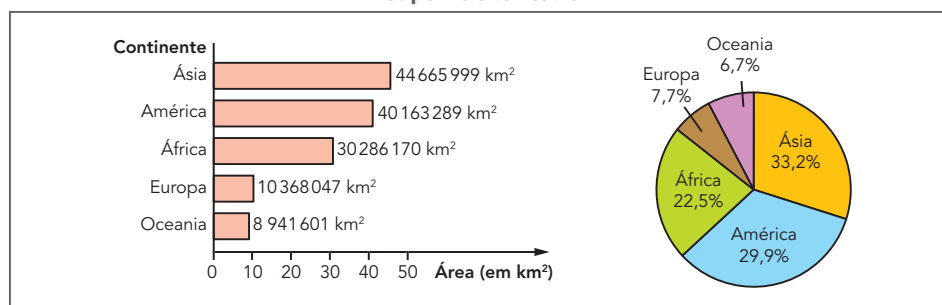 Continente
Ásia 44 665 999 km²
América 40 163 289 km²
África 30 286 170 km²
Europa 10 368 047 km²
Oceania 8 941 601 km²
0 10 20 30 40 50 Área (em km²)
Oceania
6,7%
Europa
7,7%
Ásia
33,2%
África
22,5%
América
29,9%